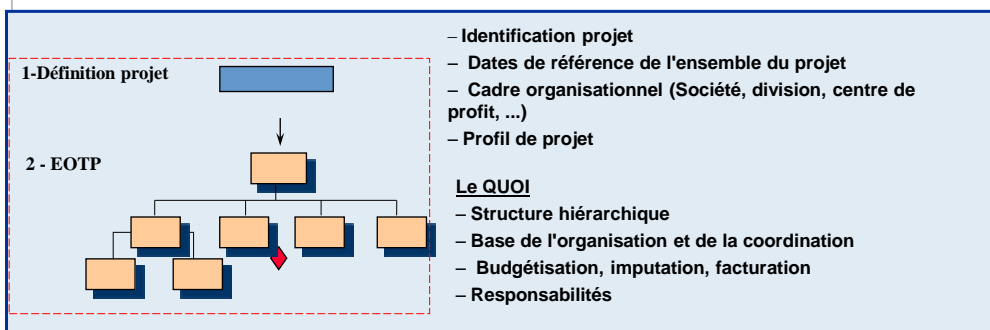 1-Définition projet
– Identification projet
– Dates de référence de l'ensemble du projet
– Cadre organisationnel (Société, division, centre de
profit, ...)
– Profil de projet
2 - EOTP
Le QUOI
– Structure hiérarchique
– Base de l'organisation et de la coordination
– Budgétisation, imputation, facturation
– Responsabilités